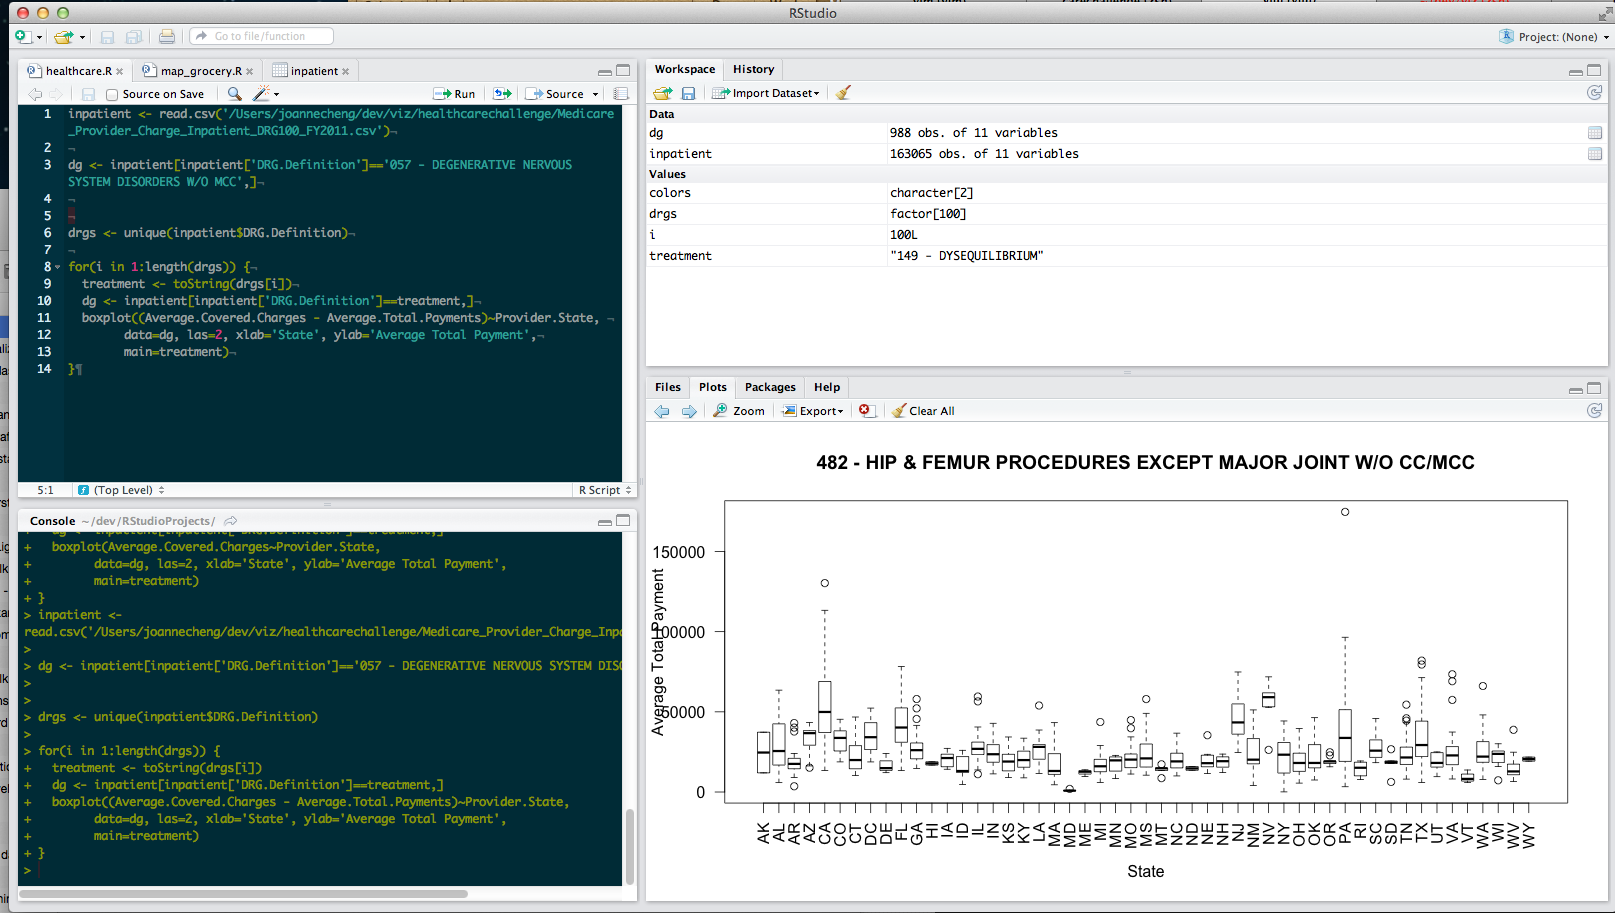 RStudio
Go to file/function
Project: (None)
healthcare.R
map_grocery.R
inpatient
Source on Save
Run
Source
1 inpatient <- read.csv('/Users/joannecheng/dev/viz/healthcarechallenge/Medicare
_Provider_Charge_Inpatient_DRG100_FY2011.csv')¬
2 ¬
3 dg <- inpatient[inpatient['DRG.Definition']=='057 - DEGENERATIVE NERVOUS
SYSTEM DISORDERS W/O MCC',]¬
4 ¬
5 ¬
6 drgs <- unique(inpatient$DRG.Definition)¬
7 ¬
8 for(i in 1:length(drgs)) {¬
9 treatment <- toString(drgs[i])¬
10 dg <- inpatient[inpatient['DRG.Definition']==treatment,]¬
11 boxplot((Average.Covered.Charges - Average.Total.Payments)~Provider.State, ¬
12 data=dg, las=2, xlab='State', ylab='Average Total Payment',¬
13 main=treatment)¬
14 }¶
5:1 (Top Level) R Script
Console ~/dev/RStudioProjects/
+ dg <- inpatient[inpatient['DRG.Definition']==treatment,]
+ boxplot(Average.Covered.Charges~Provider.State,
+ data=dg, las=2, xlab='State', ylab='Average Total Payment',
+ main=treatment)
+ }
> inpatient <-
read.csv('/Users/joannecheng/dev/viz/healthcarechallenge/Medicare_Provider_Charge_Inpa
>
> dg <- inpatient[inpatient['DRG.Definition']=='057 - DEGENERATIVE NERVOUS SYSTEM DISO
>
>
> drgs <- unique(inpatient$DRG.Definition)
>
> for(i in 1:length(drgs)) {
+ treatment <- toString(drgs[i])
+ dg <- inpatient[inpatient['DRG.Definition']==treatment,]
+ boxplot((Average.Covered.Charges - Average.Total.Payments)~Provider.State,
+ data=dg, las=2, xlab='State', ylab='Average Total Payment',
+ main=treatment)
+ }
>
Workspace History
Import Dataset
Data
dg 988 obs. of 11 variables
inpatient 163065 obs. of 11 variables
Values
colors character[2]
drgs factor[100]
i 100L
treatment "149 - DYSEQUILIBRIUM"
Files Plots Packages Help
Zoom Export Clear All
482 - HIP & FEMUR PROCEDURES EXCEPT MAJOR JOINT W/O CC/MCC
Average Total Payment
150000
100000
50000
0
AK AL AR AZ CA CO CT DC DE FL GA HI IA ID IL IN KS KY LA MA MD ME MI MN MO MS MT NC ND NE NH NJ NM NV NY OH OK OR PA RI SC SD TN TX UT VA VT WA WI WV WY
State